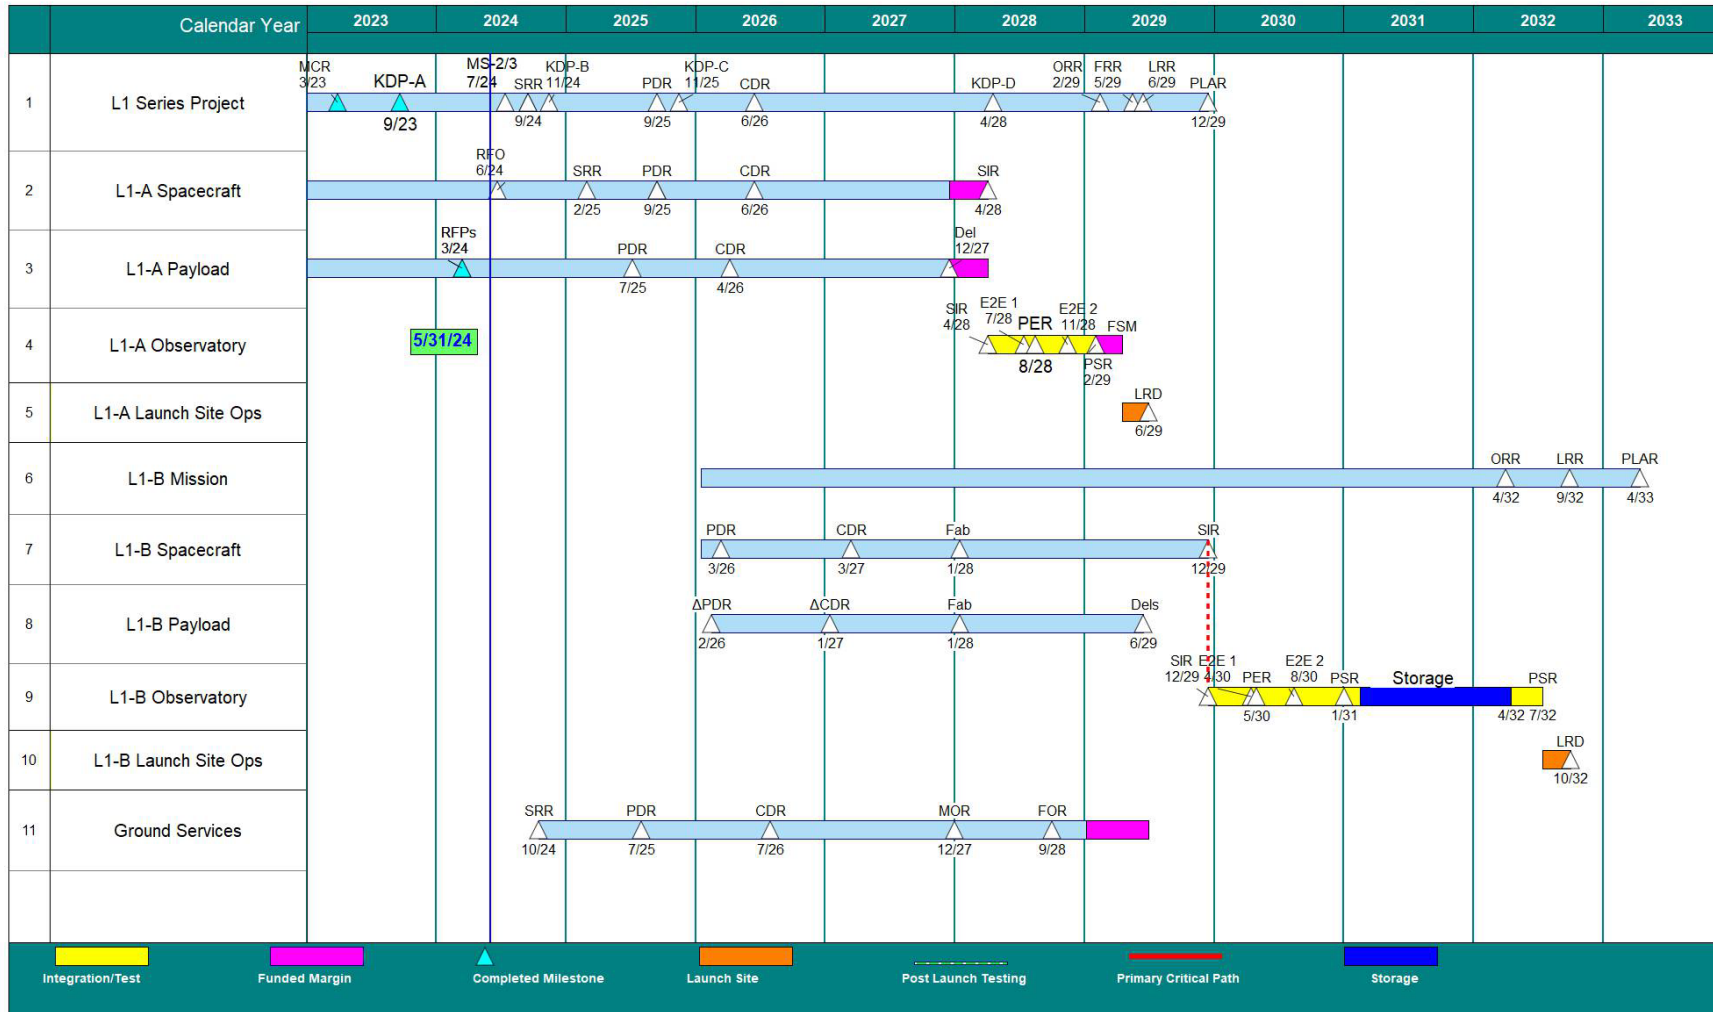 Calendar Year 2023 2024 2025 2026 2027 2028 2029 2030 2031 2032 2033
1 L1 Series Project
MCR
3/23
KDP-A
9/23
MS-2/3
7/24
SRR
9/24
KDP-B
11/24
PDR
9/25
KDP-C
11/25
CDR
6/26
KDP-D
4/28
ORR
2/29
FRR
5/29
LRR
6/29
PLAR
12/29
2 L1-A Spacecraft
RFO
6/24
SRR
2/25
PDR
9/25
CDR
6/26
SIR
4/28
3 L1-A Payload
RFPs
3/24
PDR
7/25
CDR
4/26
Del
12/27
4 L1-A Observatory
5/31/24
SIR
4/28
E2E 1
7/28
PER
8/28
E2E 2
11/28
FSM
PSR
2/29
5 L1-A Launch Site Ops
LRD
6/29
6 L1-B Mission
ORR
4/32
LRR
9/32
PLAR
4/33
7 L1-B Spacecraft
PDR
3/26
CDR
3/27
Fab
1/28
SIR
12/29
8 L1-B Payload
ΔPDR
2/26
ΔCDR
1/27
Fab
1/28
Dels
6/29
9 L1-B Observatory
SIR
12/29
E2E 1
4/30
PER
5/30
E2E 2
8/30
PSR
1/31
Storage
4/32
PSR
7/32
10 L1-B Launch Site Ops
LRD
10/32
11 Ground Services
SRR
10/24
PDR
7/25
CDR
7/26
MOR
12/27
FOR
9/28
Integration/Test
Funded Margin
Completed Milestone
Launch Site
Post Launch Testing
Primary Critical Path
Storage